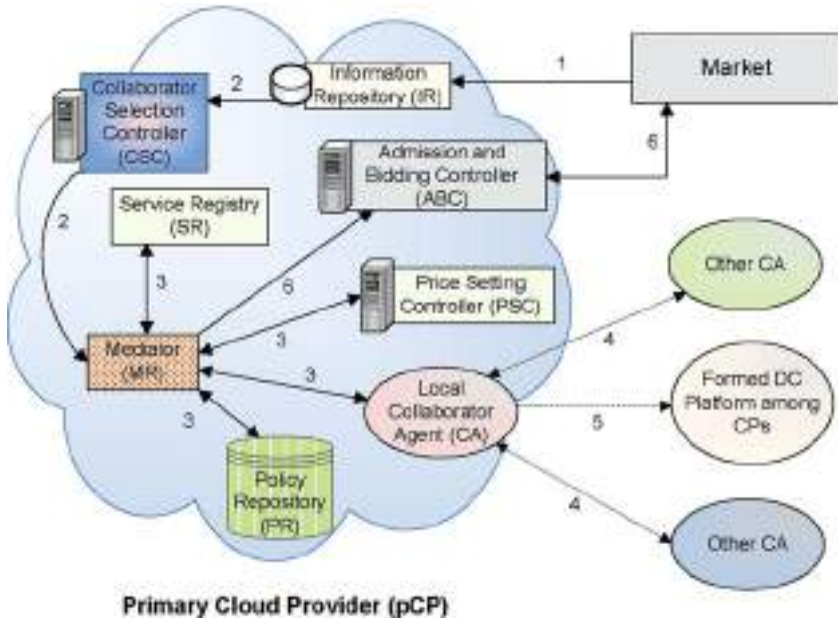 Collaborator
Selection
Controller
(CSC)
2
Information
Repository (IR)
1
Market
Admission and
Bidding Controller
(ABC)
6
2
Service Registry
(SR)
3
6
Price Setting
Controller (PSC)
3
Other CA
4
Mediator
(MR)
3
Local
Collaborator
Agent (CA)
5
Formed DC
Platform among
CPs
3
Policy
Repository
(PR)
4
Other CA
Primary Cloud Provider (pCP)